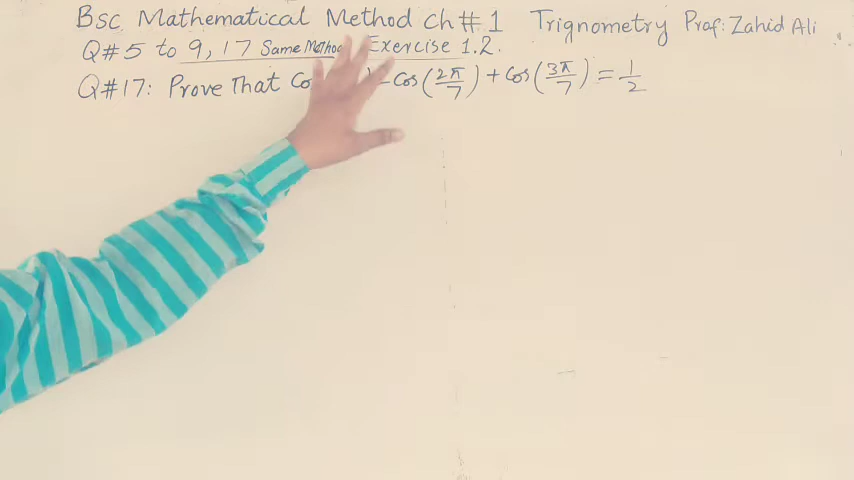 Bsc Mathematical Method Ch # 1 Trignometry Prof: Zahid Ali
Q# 5 to 9, 17 Same Method Exercise 1.2.
Q#17: Prove That Cos ) - Cos(2π/7) + Cos(3π/7) = 1/2